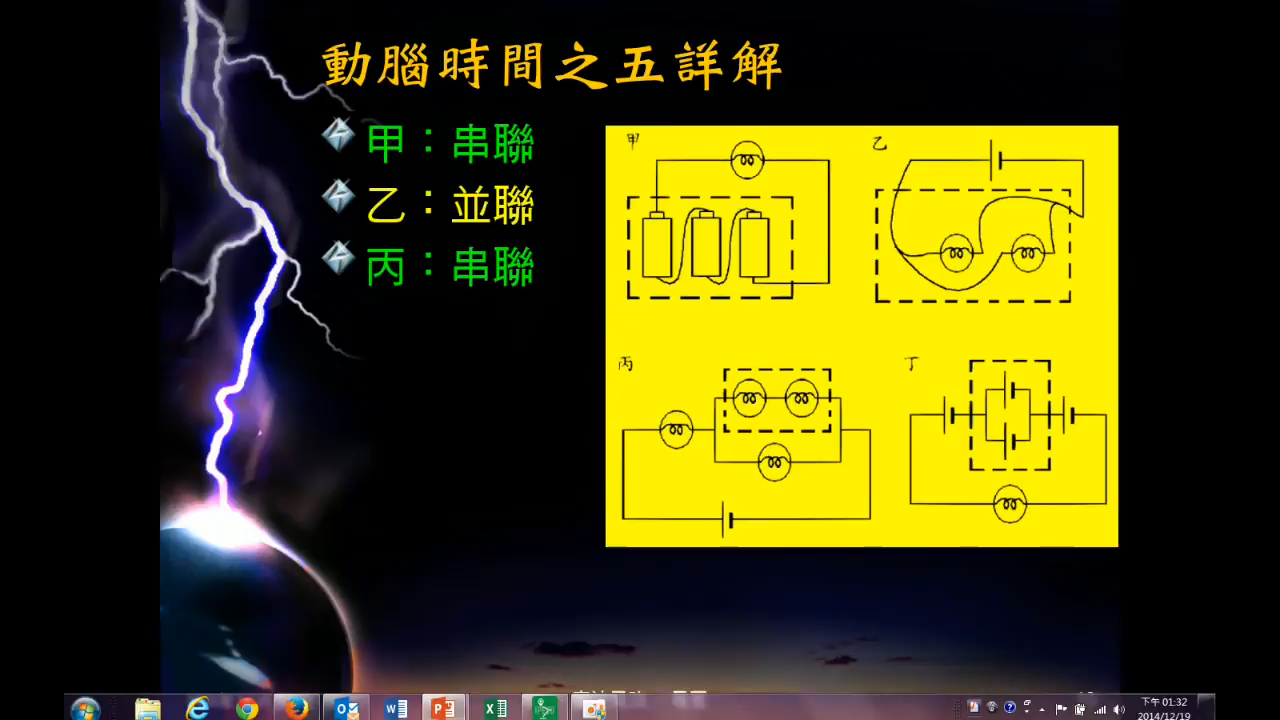 動腦時間之五詳解
甲：串聯
乙：並聯
丙：串聯
甲
乙
丙
丁
下午 01:32
2014/12/19